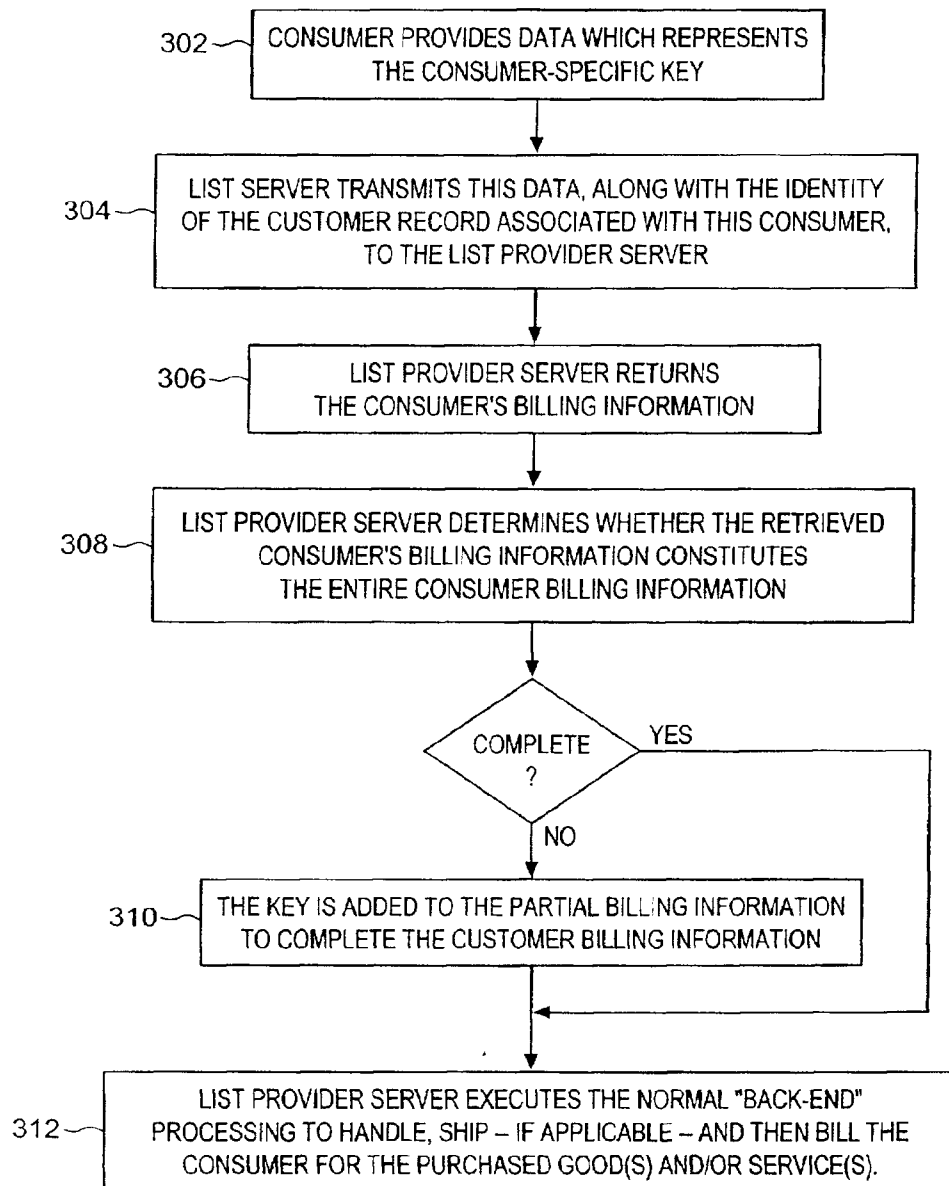 302
CONSUMER PROVIDES DATA WHICH REPRESENTS
THE CONSUMER-SPECIFIC KEY
304
LIST SERVER TRANSMITS THIS DATA, ALONG WITH THE IDENTITY
OF THE CUSTOMER RECORD ASSOCIATED WITH THIS CONSUMER,
TO THE LIST PROVIDER SERVER
306
LIST PROVIDER SERVER RETURNS
THE CONSUMER'S BILLING INFORMATION
308
LIST PROVIDER SERVER DETERMINES WHETHER THE RETRIEVED
CONSUMER'S BILLING INFORMATION CONSTITUTES
THE ENTIRE CONSUMER BILLING INFORMATION
COMPLETE
?
YES
NO
310
THE KEY IS ADDED TO THE PARTIAL BILLING INFORMATION
TO COMPLETE THE CUSTOMER BILLING INFORMATION
312
LIST PROVIDER SERVER EXECUTES THE NORMAL "BACK-END"
PROCESSING TO HANDLE, SHIP – IF APPLICABLE – AND THEN BILL THE
CONSUMER FOR THE PURCHASED GOOD(S) AND/OR SERVICE(S).